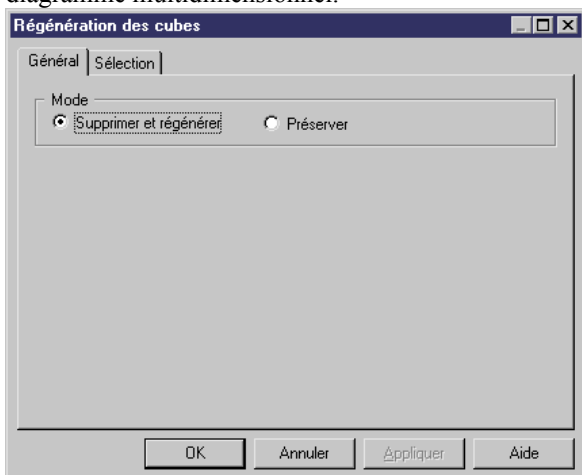 diagramme multidimensionnel.
Régénération des cubes
Général Sélection
Mode
Supprimer et régénérer Préserver
OK Annuler Appliquer Aide